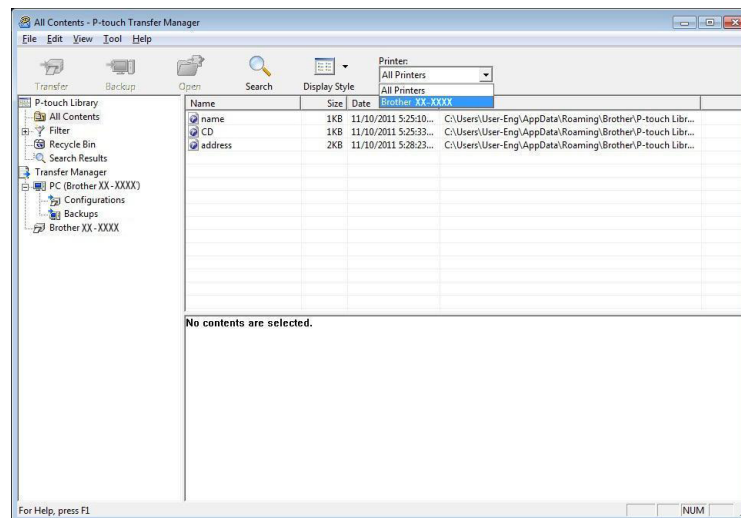 All Contents - P-touch Transfer Manager
File Edit View Tool Help
Transfer Backup Open Search Display Style
Printer:
All Printers
All Printers
Brother XX-XXXX
P-touch Library
All Contents
Filter
Recycle Bin
Search Results
Transfer Manager
PC (Brother XX-XXXX)
Configurations
Backups
Brother XX-XXXX
Name Size Date
name 1KB 11/10/2011 5:25:10... C:\Users\User-Eng\AppData\Roaming\Brother\P-touch Libr...
CD 1KB 11/10/2011 5:25:33... C:\Users\User-Eng\AppData\Roaming\Brother\P-touch Libr...
address 2KB 11/10/2011 5:28:23... C:\Users\User-Eng\AppData\Roaming\Brother\P-touch Libr...
No contents are selected.
For Help, press F1
NUM